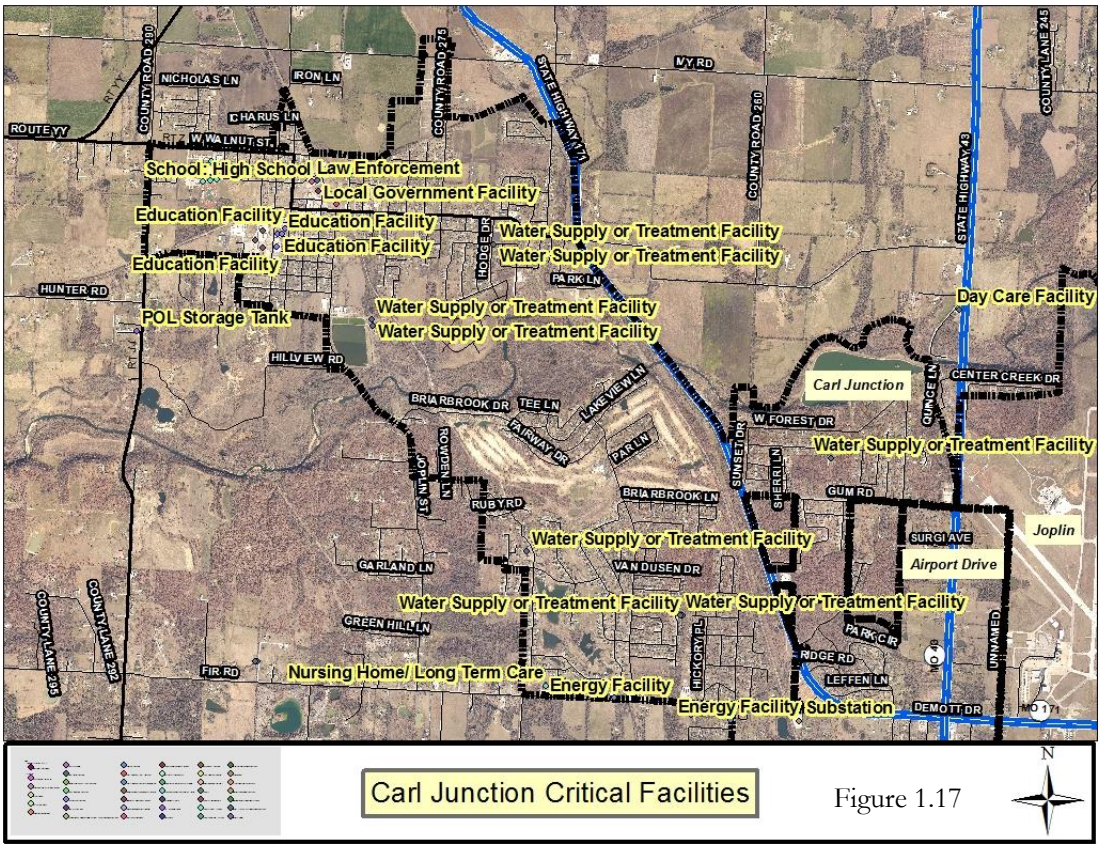 COUNTY ROAD 290
NICHOLAS LN
IRON LN
COUNTY ROAD 275
STATE HIGHWAY 171
IVY RD
COUNTY LANE 245
RT YY
ROUTE YY
CHARUS LN
W WALNUT ST
COUNTY ROAD 260
STATE HIGHWAY 43
School: High School
Law Enforcement
Local Government Facility
Education Facility
Education Facility
Education Facility
Education Facility
HODGE DR
Water Supply or Treatment Facility
Water Supply or Treatment Facility
PARK LN
HUNTER RD
POL Storage Tank
Water Supply or Treatment Facility
Water Supply or Treatment Facility
Day Care Facility
HILLVIEW RD
Carl Junction
QUINCE LN
CENTER CREEK DR
BRIARBROOK DR
TEE LN
LAKEVIEW LN
FAIRWAY DR
PAR LN
W FOREST DR
SUNSET DR
SHERRI LN
Water Supply or Treatment Facility
ROWDEN LN
JOPLIN ST
RUBY RD
BRIARBROOK LN
GUM RD
Joplin
SURGI AVE
Airport Drive
Water Supply or Treatment Facility
GARLAND LN
VAN DUSEN DR
COUNTY LANE 295
COUNTY LANE 292
Water Supply or Treatment Facility
Water Supply or Treatment Facility
GREEN HILL LN
HICKORY PL
PARK CIR
UNNAMED
MO 43
RIDGE RD
FIR RD
Nursing Home/ Long Term Care
Energy Facility
LEFFEN LN
Energy Facility
Substation
DEMOTT DR
MO 171
Carl Junction Critical Facilities
Figure 1.17
N